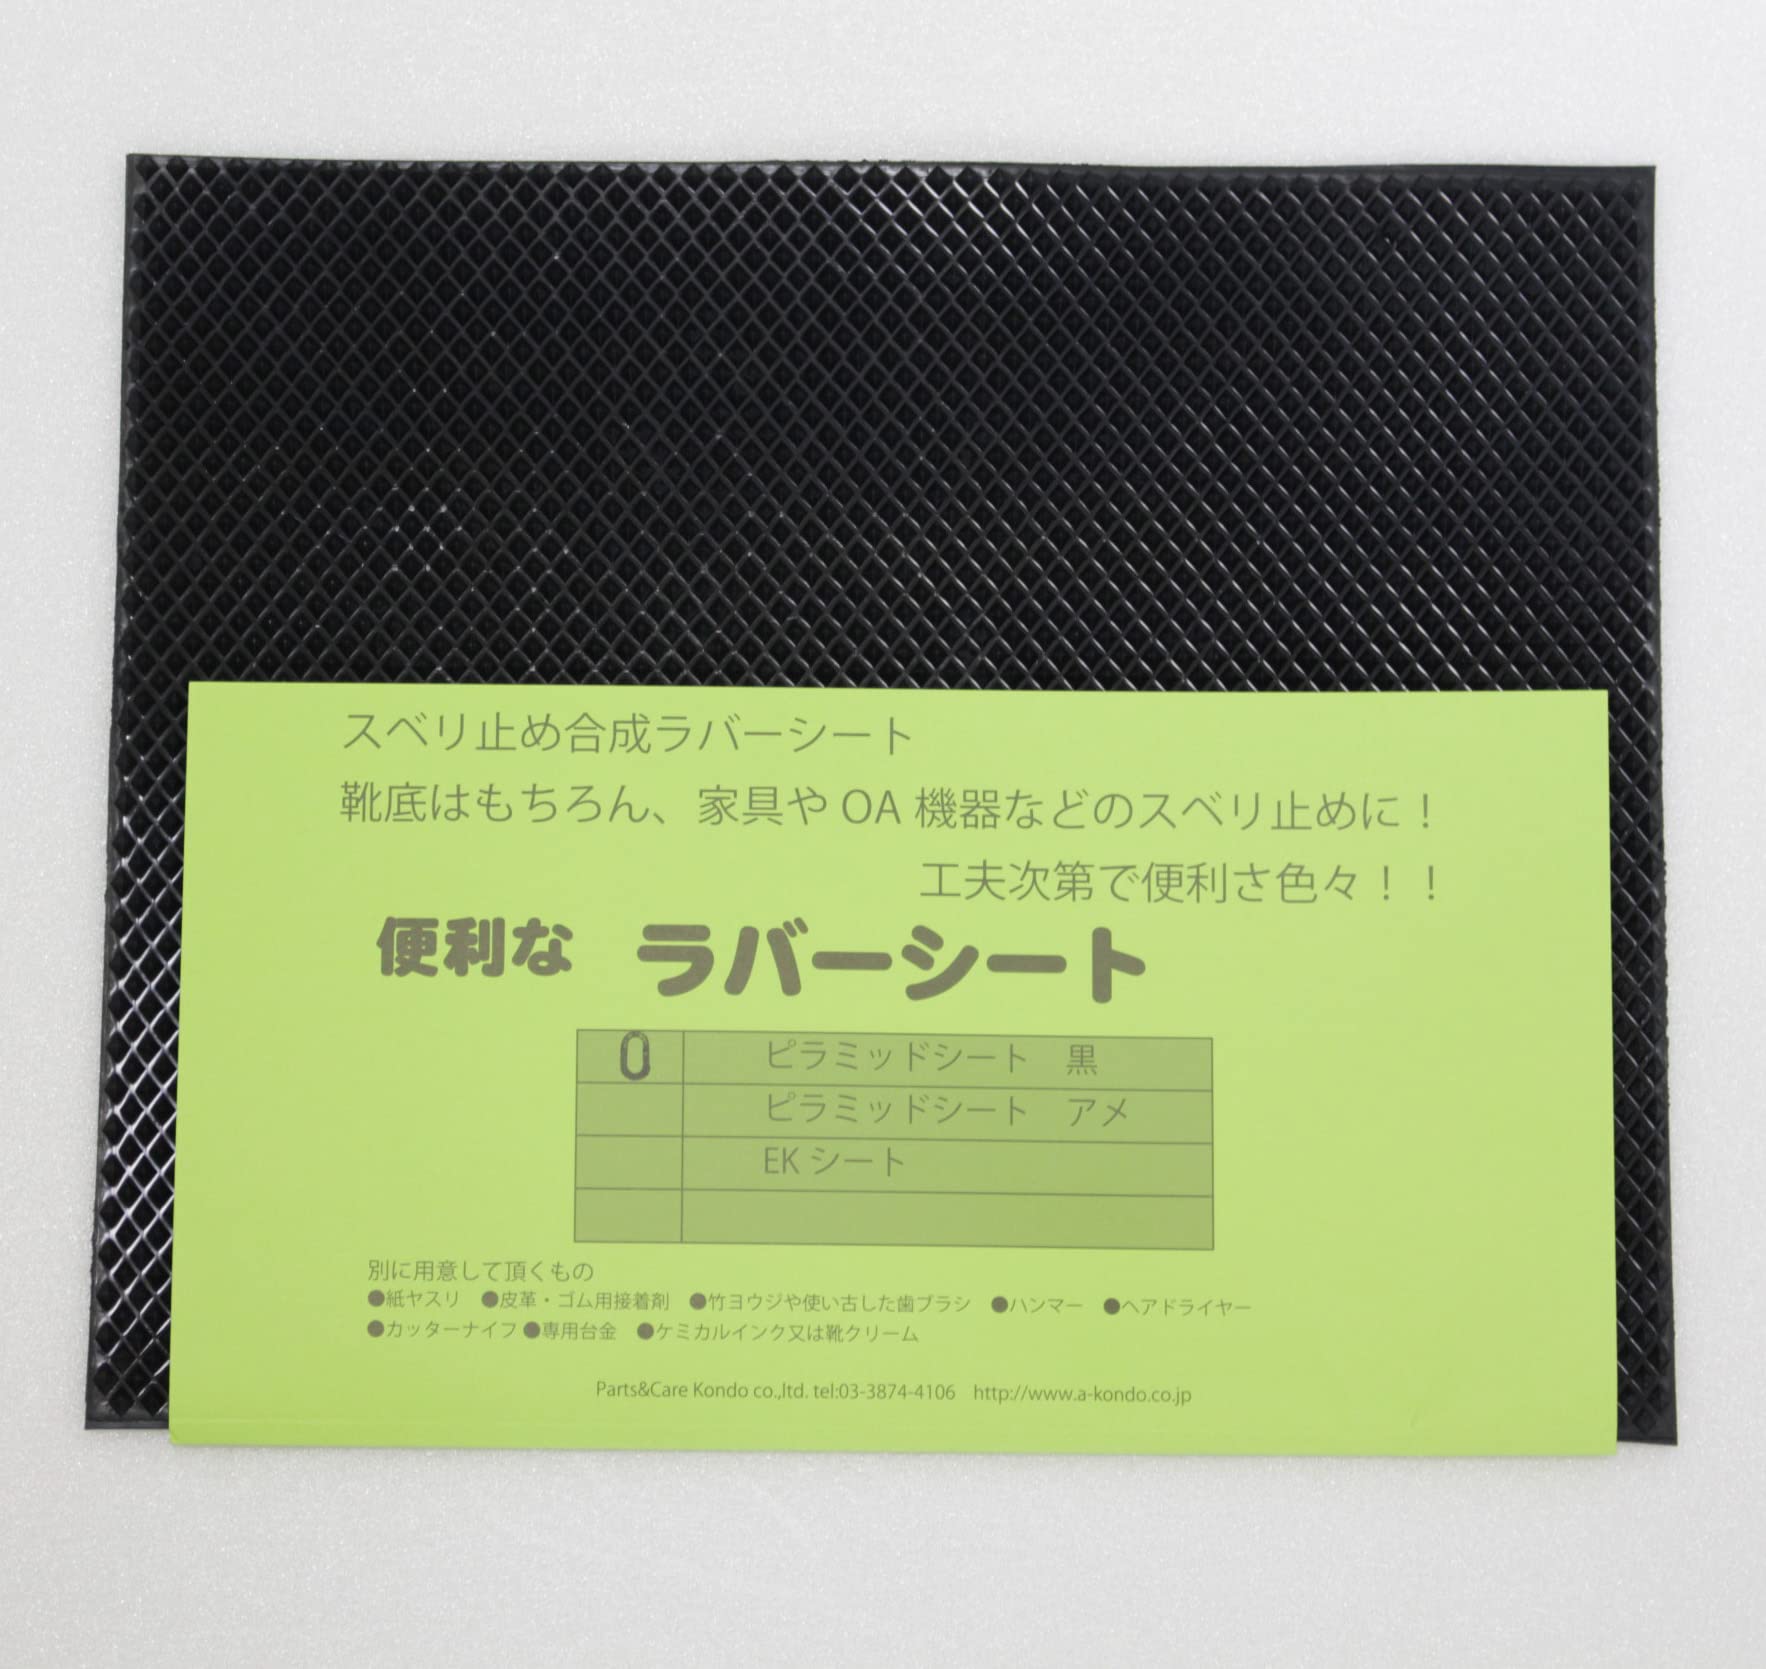 スベリ止め合成ラバーシート
靴底はもちろん、家具や OA 機器などのスベリ止めに！
工夫次第で便利さ色々！！
便利な ラバーシート
0 ピラミッドシート 黒
ピラミッドシート アメ
EK シート
別に用意して頂くもの
●紙ヤスリ ●皮革・ゴム用接着剤 ●竹ヨウジや使い古した歯ブラシ ●ハンマー ●ヘアドライヤー
●カッターナイフ ●専用台金 ●ケミカルインク又は靴クリーム
Parts&Care Kondo co.,ltd. tel:03-3874-4106 http://www.a-kondo.co.jp